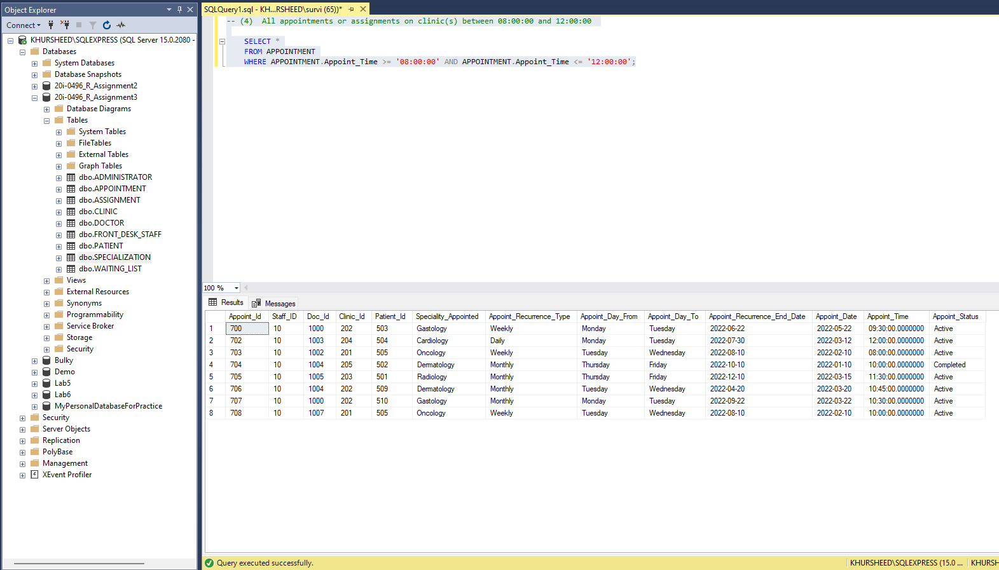 Object Explorer
Connect
KHURSHEED\SQLEXPRESS (SQL Server 15.0.2080 -
Databases
System Databases
Database Snapshots
20i-0496_R_Assignment2
20i-0496_R_Assignment3
Database Diagrams
Tables
System Tables
FileTables
External Tables
Graph Tables
dbo.ADMINISTRATOR
dbo.APPOINTMENT
dbo.ASSIGNMENT
dbo.CLINIC
dbo.DOCTOR
dbo.FRONT_DESK_STAFF
dbo.PATIENT
dbo.SPECIALIZATION
dbo.WAITING_LIST
Views
External Resources
Synonyms
Programmability
Service Broker
Storage
Security
Bulky
Demo
Lab5
Lab6
MyPersonalDatabaseForPractice
Security
Server Objects
Replication
PolyBase
Management
XEvent Profiler
SQLQuery1.sql - KH...RSHEED\survi (65))*
-- (4)  All appointments or assignments on clinic(s) between 08:00:00 and 12:00:00
SELECT *
FROM APPOINTMENT
WHERE APPOINTMENT.Appoint_Time >= '08:00:00' AND APPOINTMENT.Appoint_Time <= '12:00:00';
100 %
Results Messages
Appoint_Id Staff_ID Doc_Id Clinic_Id Patient_Id Speciality_Appointed Appoint_Recurrence_Type Appoint_Day_From Appoint_Day_To Appoint_Recurrence_End_Date Appoint_Date Appoint_Time Appoint_Status
1 700 10 1000 202 503 Gastology Weekly Monday Tuesday 2022-06-22 2022-05-22 09:30:00.0000000 Active
2 702 10 1003 204 504 Cardiology Daily Monday Tuesday 2022-07-30 2022-03-12 12:00:00.0000000 Active
3 703 10 1002 201 505 Oncology Weekly Tuesday Wednesday 2022-08-10 2022-02-10 08:00:00.0000000 Active
4 704 10 1004 205 502 Dermatology Monthly Thursday Friday 2022-10-10 2022-01-10 10:00:00.0000000 Completed
5 705 10 1005 203 501 Radiology Monthly Thursday Friday 2022-12-10 2022-03-15 11:30:00.0000000 Active
6 706 10 1004 202 509 Dermatology Monthly Tuesday Wednesday 2022-04-20 2022-03-20 10:45:00.0000000 Active
7 707 10 1000 202 510 Gastology Monthly Monday Tuesday 2022-09-22 2022-03-22 10:30:00.0000000 Active
8 708 10 1007 201 505 Oncology Weekly Tuesday Wednesday 2022-08-10 2022-02-10 10:00:00.0000000 Active
Query executed successfully.
KHURSHEED\SQLEXPRESS (15.0 ... KHURSH